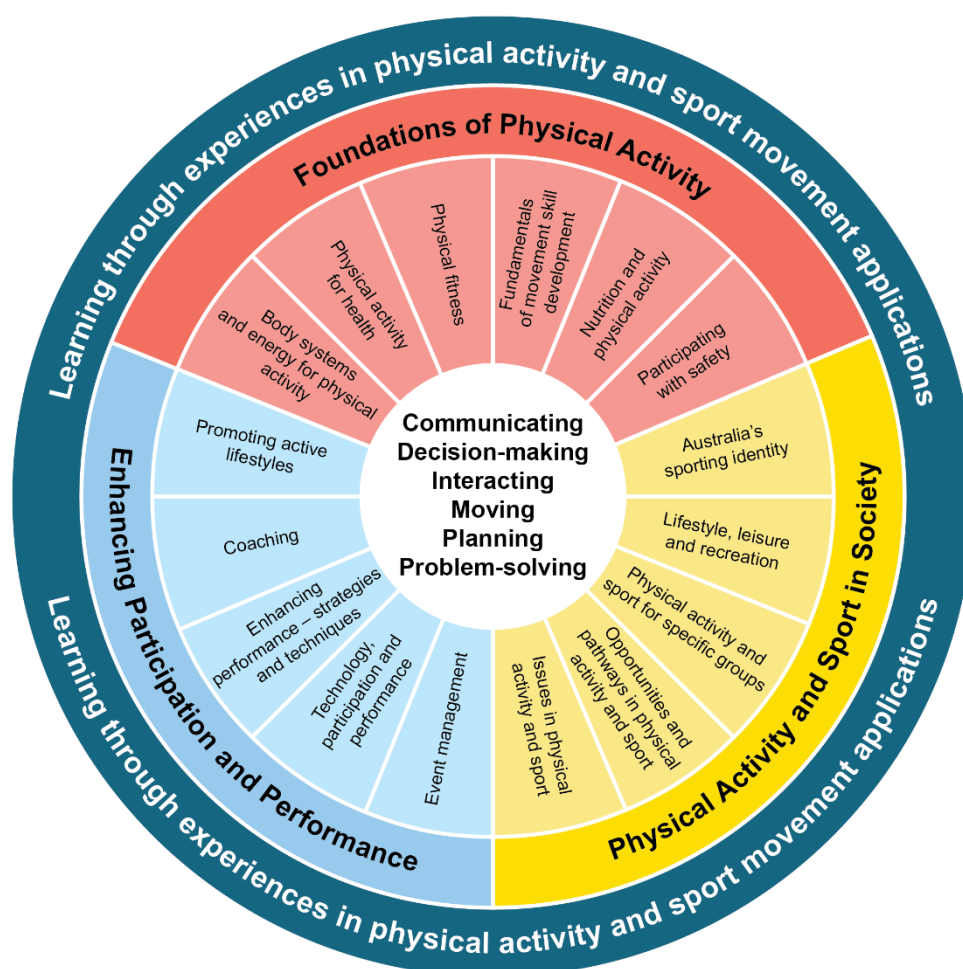 Learning through experiences in physical activity and sport movement applications
Foundations of Physical Activity
Body systems
and energy for physical
activity
Physical activity
for health
Physical fitness
Fundamentals
of movement skill
development
Nutrition and
physical activity
Participating
with safety
Physical Activity and Sport in Society
Australia’s
sporting identity
Lifestyle, leisure
and recreation
Physical activity and
sport for specific groups
Opportunities and
pathways in physical
activity and sport
Issues in physical
activity and sport
Enhancing Participation and Performance
Promoting active
lifestyles
Coaching
Enhancing
performance – strategies
and techniques
Technology,
participation and
performance
Event management
Communicating
Decision-making
Interacting
Moving
Planning
Problem-solving
Learning through experiences in physical activity and sport movement applications